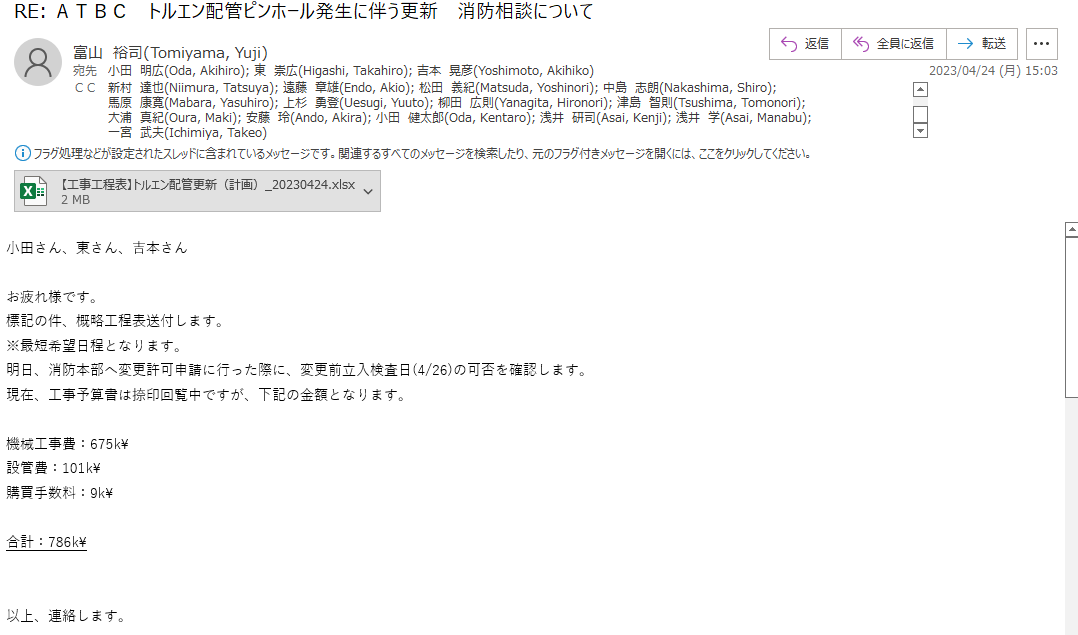 RE: ＡＴＢＣ　トルエン配管ピンホール発生に伴う更新　消防相談について
返信 全員に返信 転送 …
富山 裕司(Tomiyama, Yuji)
2023/04/24 (月) 15:03
宛先 小田 明広(Oda, Akihiro); 東 崇広(Higashi, Takahiro); 吉本 晃彦(Yoshimoto, Akihiko)
ＣＣ 新村 達也(Niimura, Tatsuya); 遠藤 章雄(Endo, Akio); 松田 義紀(Matsuda, Yoshinori); 中島 志朗(Nakashima, Shiro);
馬原 康寛(Mabara, Yasuhiro); 上杉 勇登(Uesugi, Yuuto); 柳田 広則(Yanagita, Hironori); 津島 智則(Tsushima, Tomonori);
大浦 真紀(Oura, Maki); 安藤 玲(Ando, Akira); 小田 健太郎(Oda, Kentaro); 浅井 研司(Asai, Kenji); 浅井 学(Asai, Manabu);
一宮 武夫(Ichimiya, Takeo)
フラグ処理などが設定されたスレッドに含まれているメッセージです。関連するすべてのメッセージを検索したり、元のフラグ付きメッセージを開くには、ここをクリックしてください。
【工事工程表】トルエン配管更新（計画）_20230424.xlsx
2 MB
小田さん、東さん、吉本さん
お疲れ様です。
標記の件、概略工程表送付します。
※最短希望日程となります。
明日、消防本部へ変更許可申請に行った際に、変更前立入検査日(4/26)の可否を確認します。
現在、工事予算書は捺印回覧中ですが、下記の金額となります。
機械工事費：675k¥
設管費：101k¥
購買手数料：9k¥
合計：786k¥
以上、連絡します。